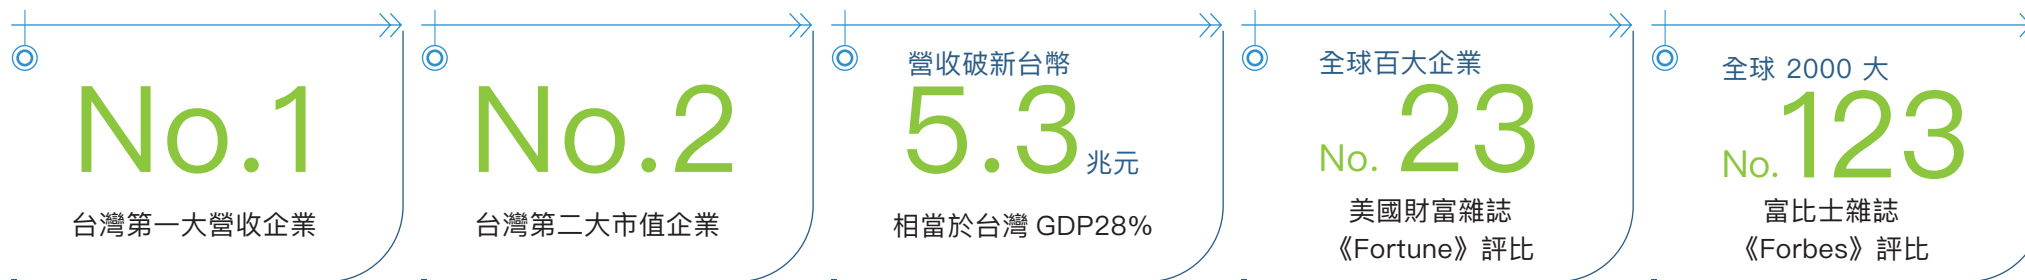 No.1
台灣第一大營收企業
No.2
台灣第二大市值企業
營收破新台幣
5.3兆元
相當於台灣 GDP28%
全球百大企業
No. 23
美國財富雜誌
《Fortune》評比
全球 2000 大
No. 123
富比士雜誌
《Forbes》評比